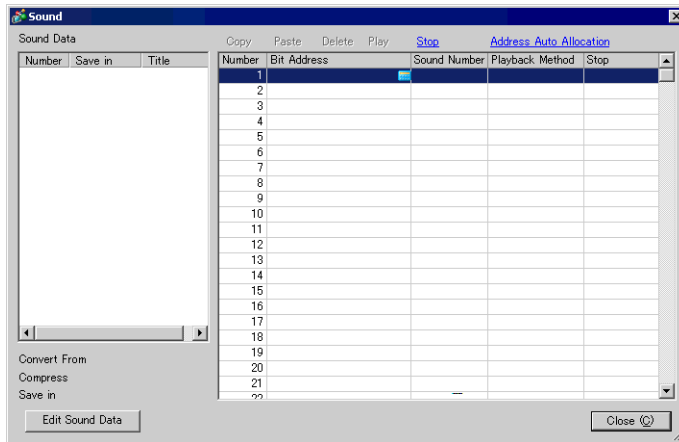 Sound
Sound Data
Number Save in Title
Convert From
Compress
Save in
Edit Sound Data
Copy Paste Delete Play Stop Address Auto Allocation
Number Bit Address Sound Number Playback Method Stop
1
2
3
4
5
6
7
8
9
10
11
12
13
14
15
16
17
18
19
20
21
22
Close (C)